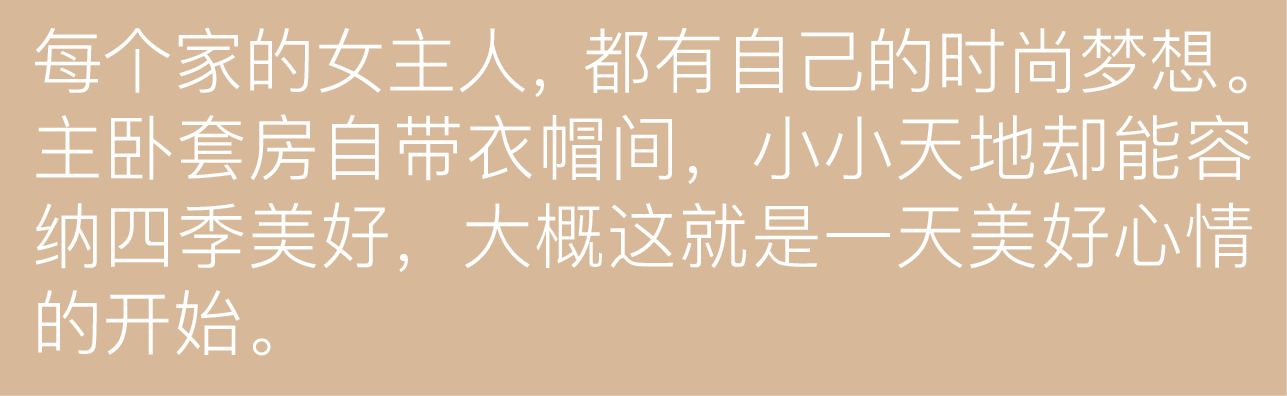 每个家的女主人，都有自己的时尚梦想。
主卧套房自带衣帽间，小小天地却能容
纳四季美好，大概这就是一天美好心情
的开始。